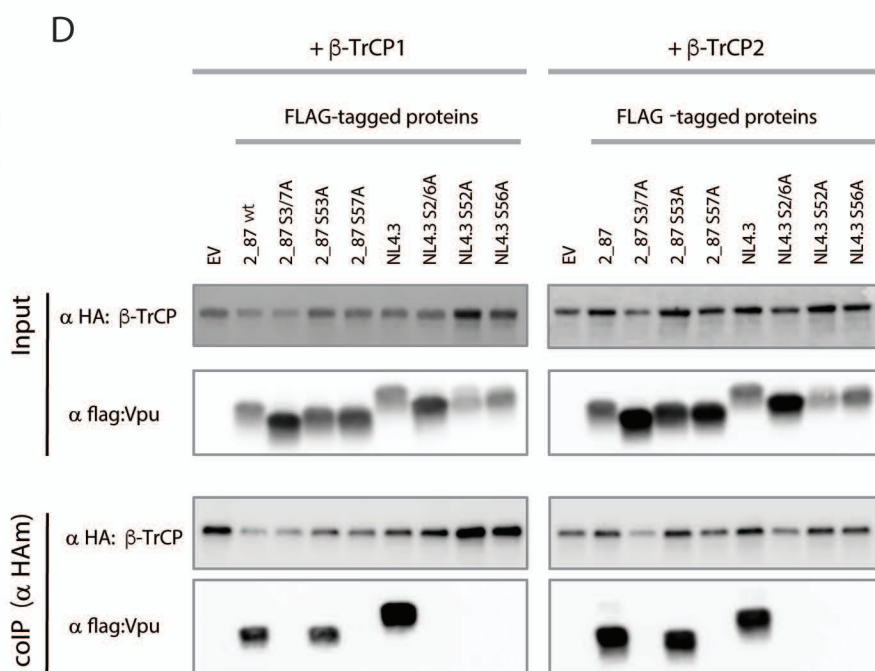 D
+ β-TrCP1
+ β-TrCP2
FLAG-tagged proteins
FLAG -tagged proteins
EV
2_87 wt
2_87 S3/7A
2_87 S53A
2_87 S57A
NL4.3
NL4.3 S2/6A
NL4.3 S52A
NL4.3 S56A
EV
2_87
2_87 S3/7A
2_87 S53A
2_87 S57A
NL4.3
NL4.3 S2/6A
NL4.3 S52A
NL4.3 S56A
Input
α HA: β-TrCP
α flag:Vpu
coIP (α HAm)
α HA: β-TrCP
α flag:Vpu